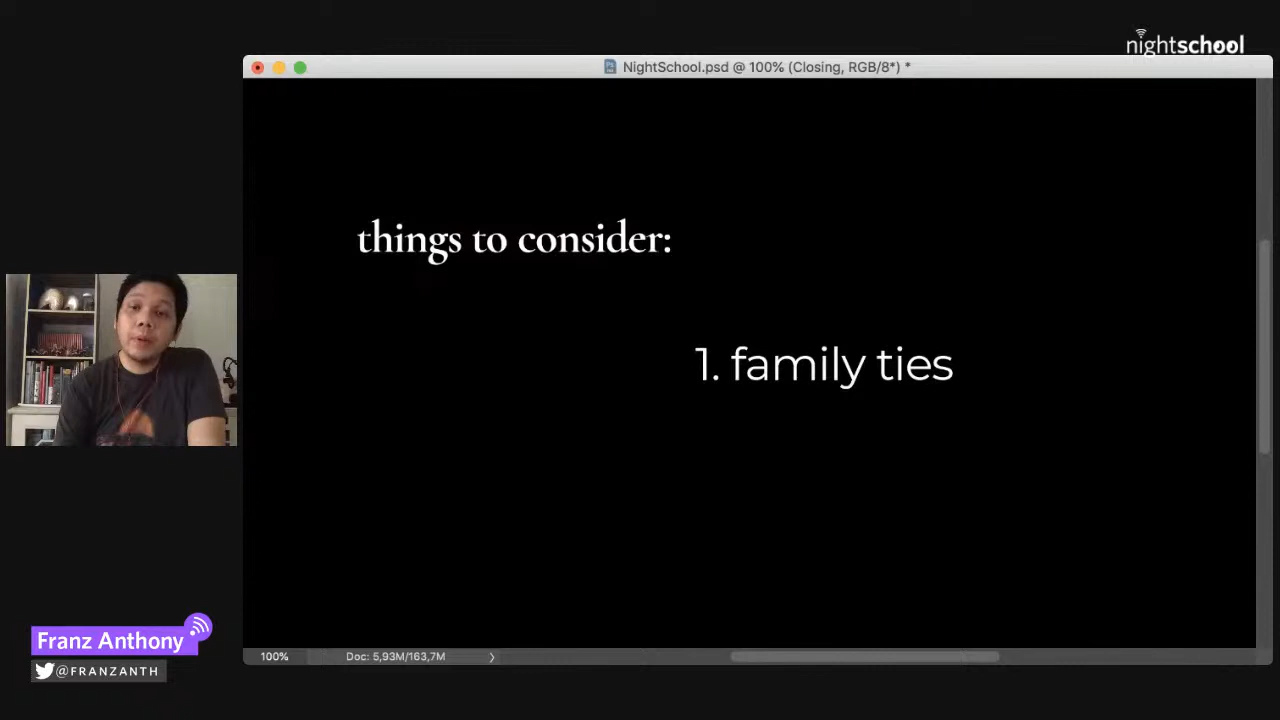 nightschool
NightSchool.psd @ 100% (Closing, RGB/8*) *
things to consider:
1. family ties
Franz Anthony
@FRANZANTH
100%
Doc: 5,93M/163,7M